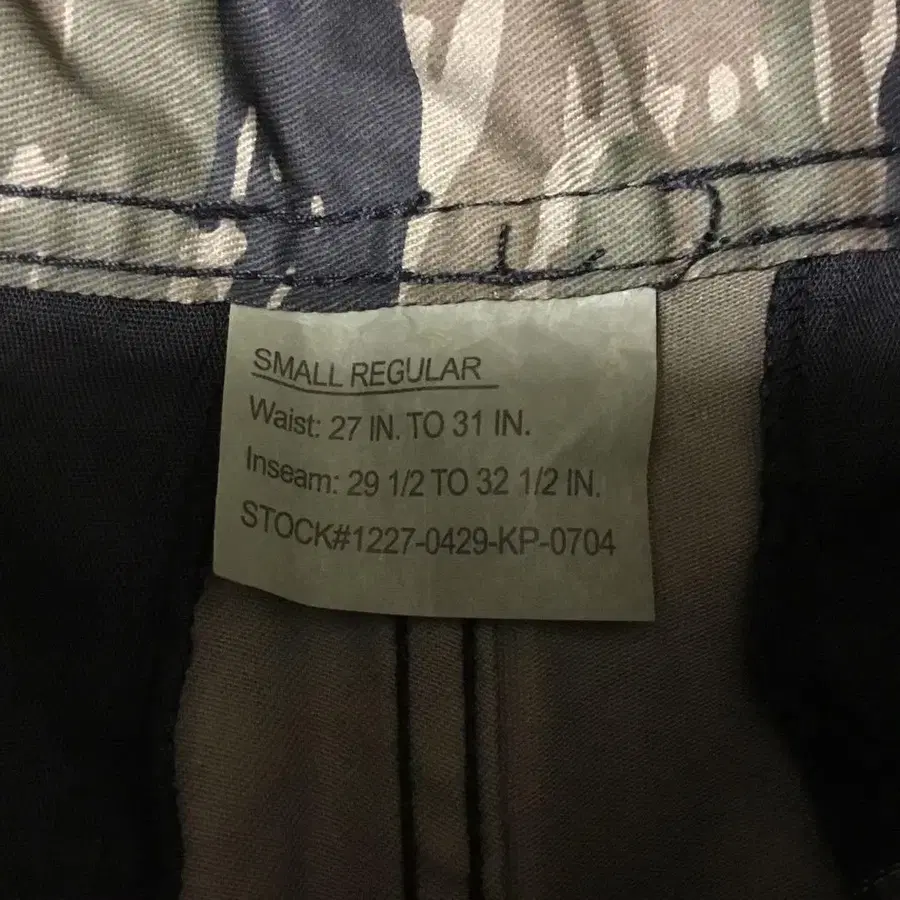 SMALL REGULAR
Waist: 27 IN. TO 31 IN.
Inseam: 29 1/2 TO 32 1/2 IN.
STOCK#1227-0429-KP-0704